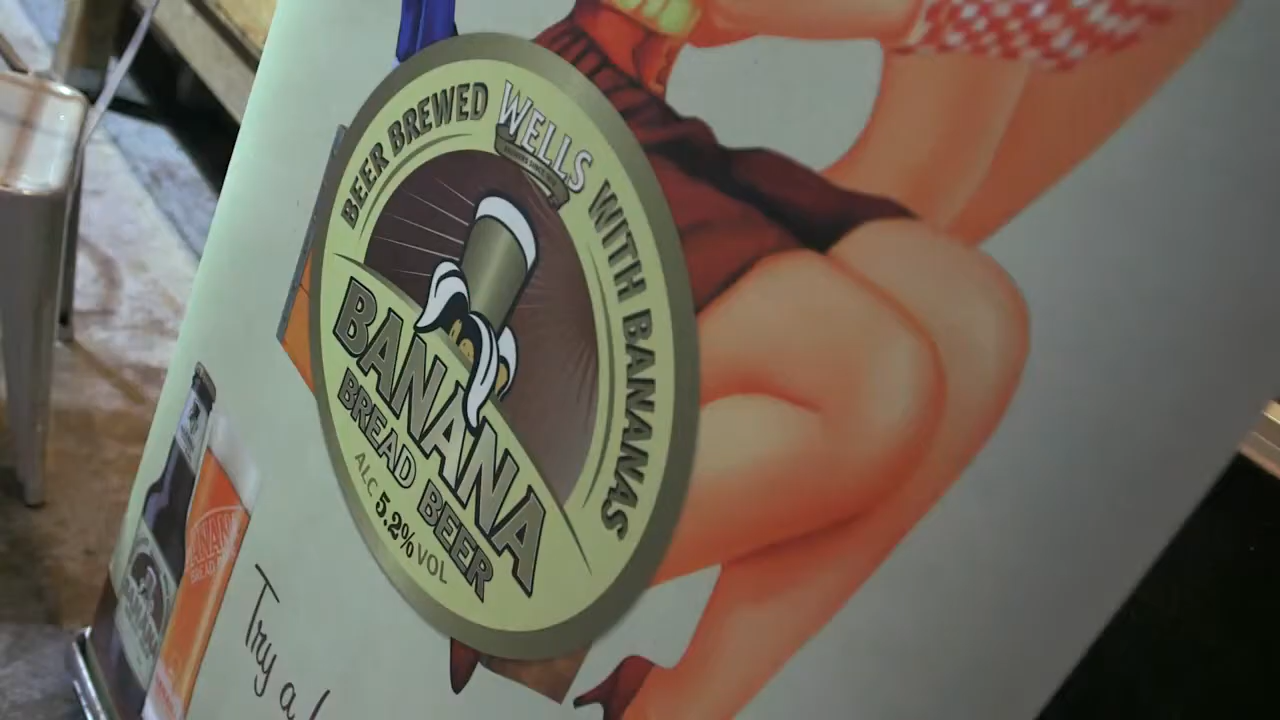 BEER BREWED WELLS WITH BANANAS
BANANA
BREAD BEER
ALC 5.2% VOL
Try a